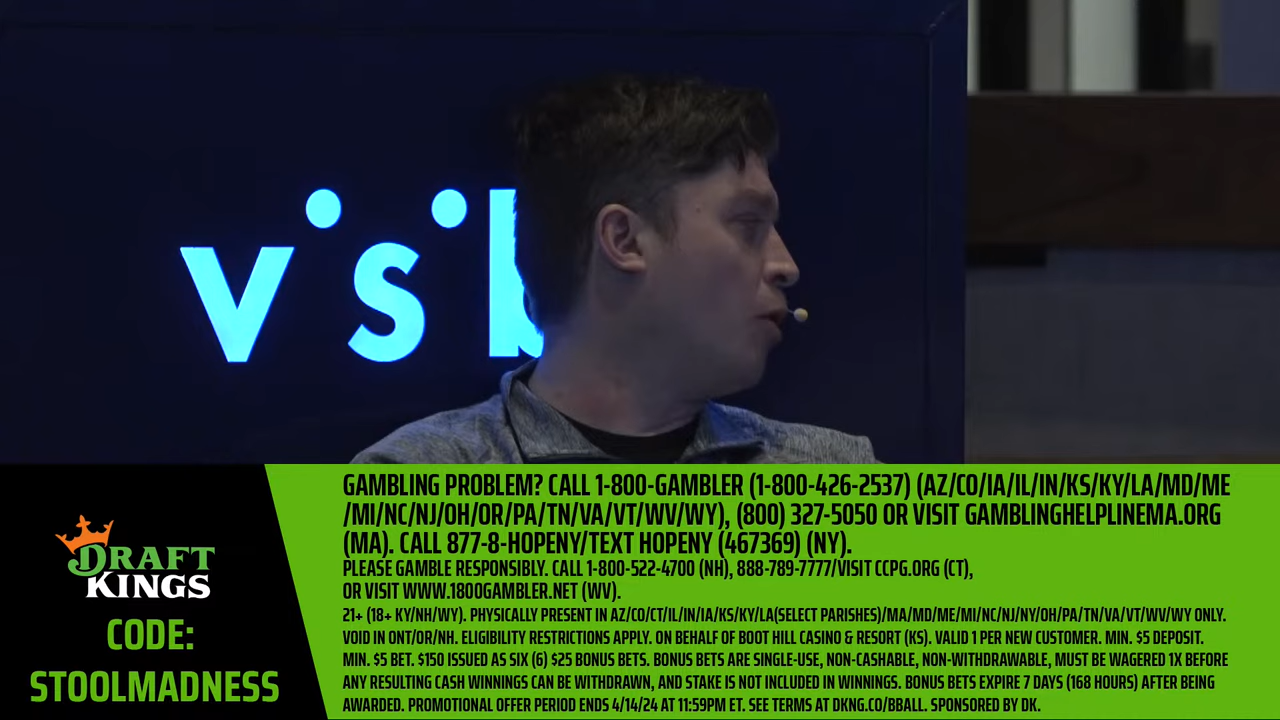 vsb
GAMBLING PROBLEM? CALL 1-800-GAMBLER (1-800-426-2537) (AZ/CO/IA/IL/IN/KS/KY/LA/MD/ME
/MI/NC/NJ/OH/OR/PA/TN/VA/VT/WV/WY), (800) 327-5050 OR VISIT GAMBLINGHELPLINEMA.ORG
(MA). CALL 877-8-HOPENY/TEXT HOPENY (467369) (NY).
PLEASE GAMBLE RESPONSIBLY. CALL 1-800-522-4700 (NH), 888-789-7777/VISIT CCPG.ORG (CT),
OR VISIT WWW.1800GAMBLER.NET (WV).
21+ (18+ KY/NH/WY). PHYSICALLY PRESENT IN AZ/CO/CT/IL/IN/IA/KS/KY/LA(SELECT PARISHES)/MA/MD/ME/MI/NC/NJ/NY/OH/PA/TN/VA/VT/WV/WY ONLY.
VOID IN ONT/OR/NH. ELIGIBILITY RESTRICTIONS APPLY. ON BEHALF OF BOOT HILL CASINO & RESORT (KS). VALID 1 PER NEW CUSTOMER. MIN. $5 DEPOSIT.
MIN. $5 BET. $150 ISSUED AS SIX (6) $25 BONUS BETS. BONUS BETS ARE SINGLE-USE, NON-CASHABLE, NON-WITHDRAWABLE, MUST BE WAGERED 1X BEFORE
ANY RESULTING CASH WINNINGS CAN BE WITHDRAWN, AND STAKE IS NOT INCLUDED IN WINNINGS. BONUS BETS EXPIRE 7 DAYS (168 HOURS) AFTER BEING
AWARDED. PROMOTIONAL OFFER PERIOD ENDS 4/14/24 AT 11:59PM ET. SEE TERMS AT DKNG.CO/BBALL. SPONSORED BY DK.
DRAFT
KINGS
CODE:
STOOLMADNESS